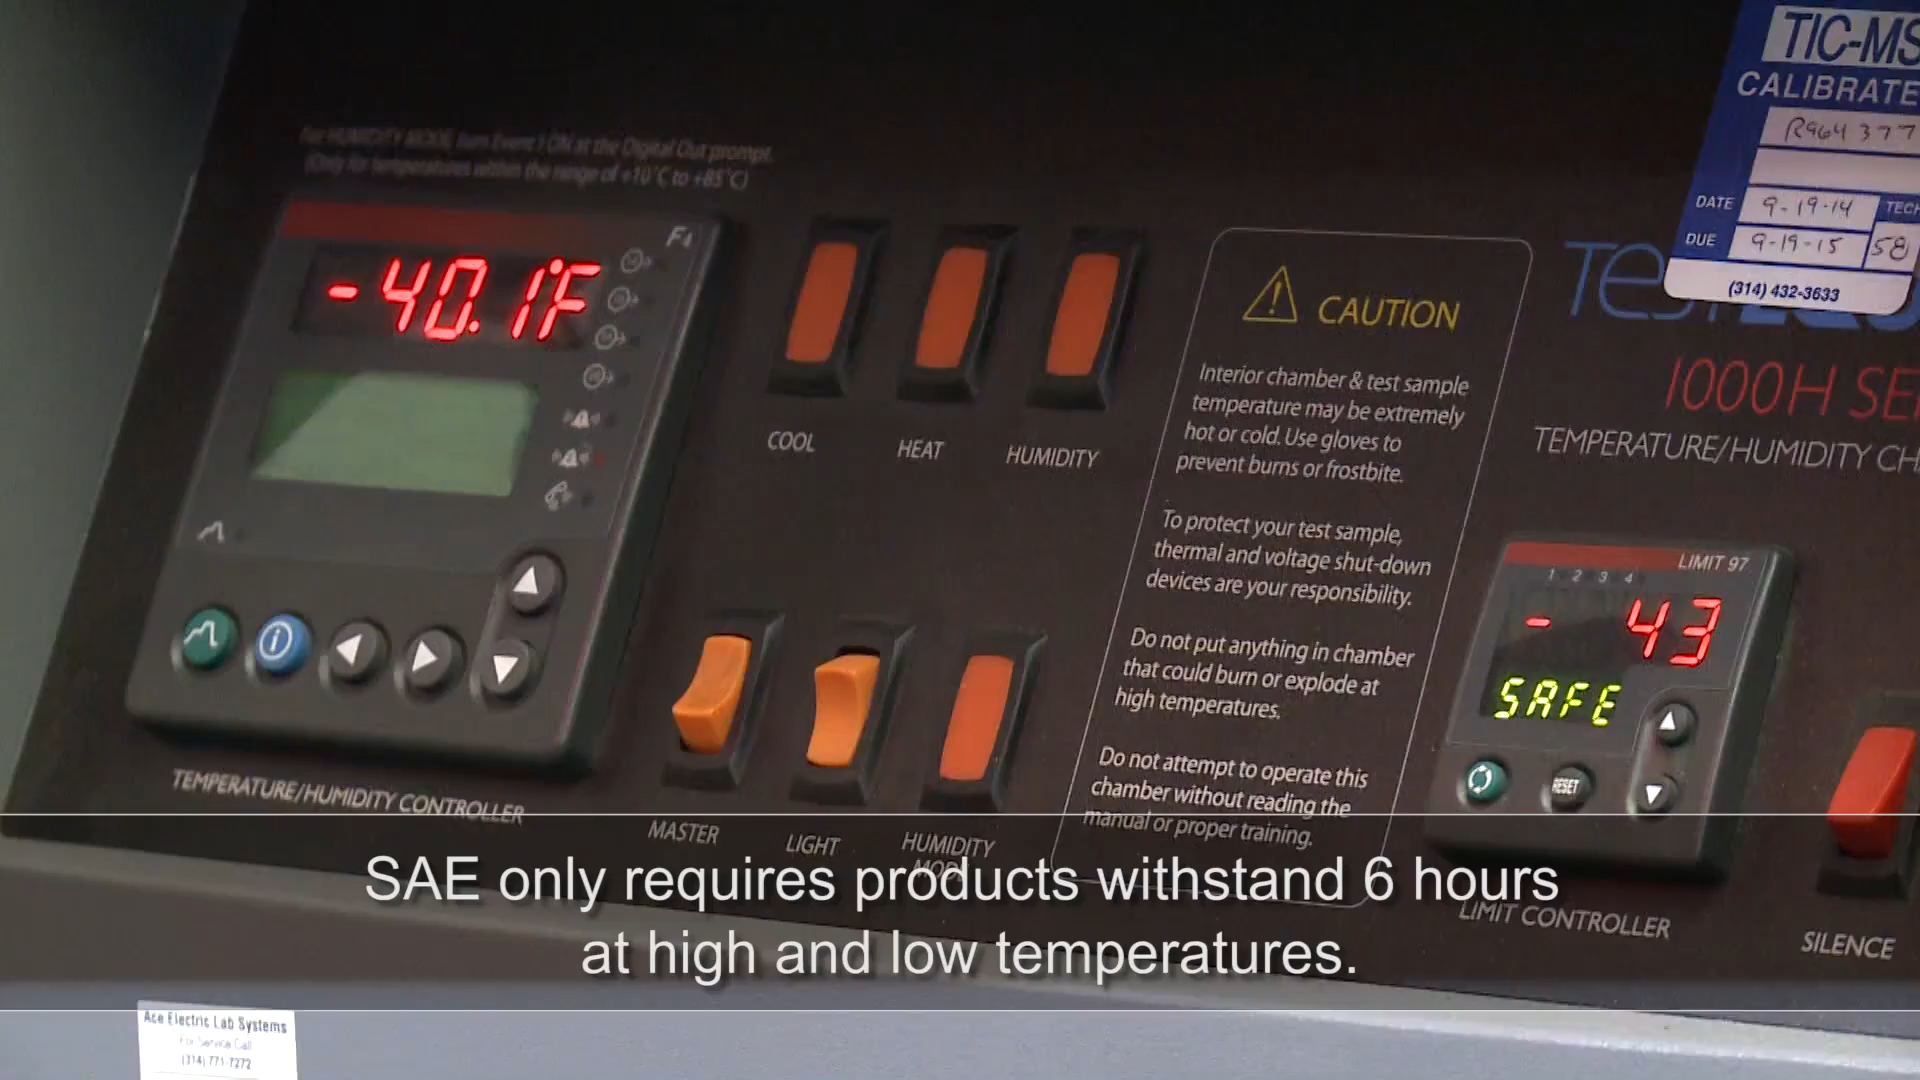 For HUMIDITY MODE, turn Event 1 ON at the Digital Out prompt.
(Only for temperatures within the range of +10°C to +85°C)
F4
-40.1°F
TEMPERATURE/HUMIDITY CONTROLLER
COOL
HEAT
HUMIDITY
MASTER
LIGHT
HUMIDITY
MODE
CAUTION
Interior chamber & test sample
temperature may be extremely
hot or cold. Use gloves to
prevent burns or frostbite.
To protect your test sample,
thermal and voltage shut-down
devices are your responsibility.
Do not put anything in chamber
that could burn or explode at
high temperatures.
Do not attempt to operate this
chamber without reading the
manual or proper training.
TIC-MS
CALIBRATE
R964377
DATE 9-19-14 TECH
DUE 9-19-15 58
(314) 432-3633
1000H SE
TEMPERATURE/HUMIDITY CH
LIMIT 97
1 2 3 4
- 43
SAFE
RESET
LIMIT CONTROLLER
SILENCE
SAE only requires products withstand 6 hours
at high and low temperatures.
Ace Electric Lab Systems
For Service Call
(314) 771-7272